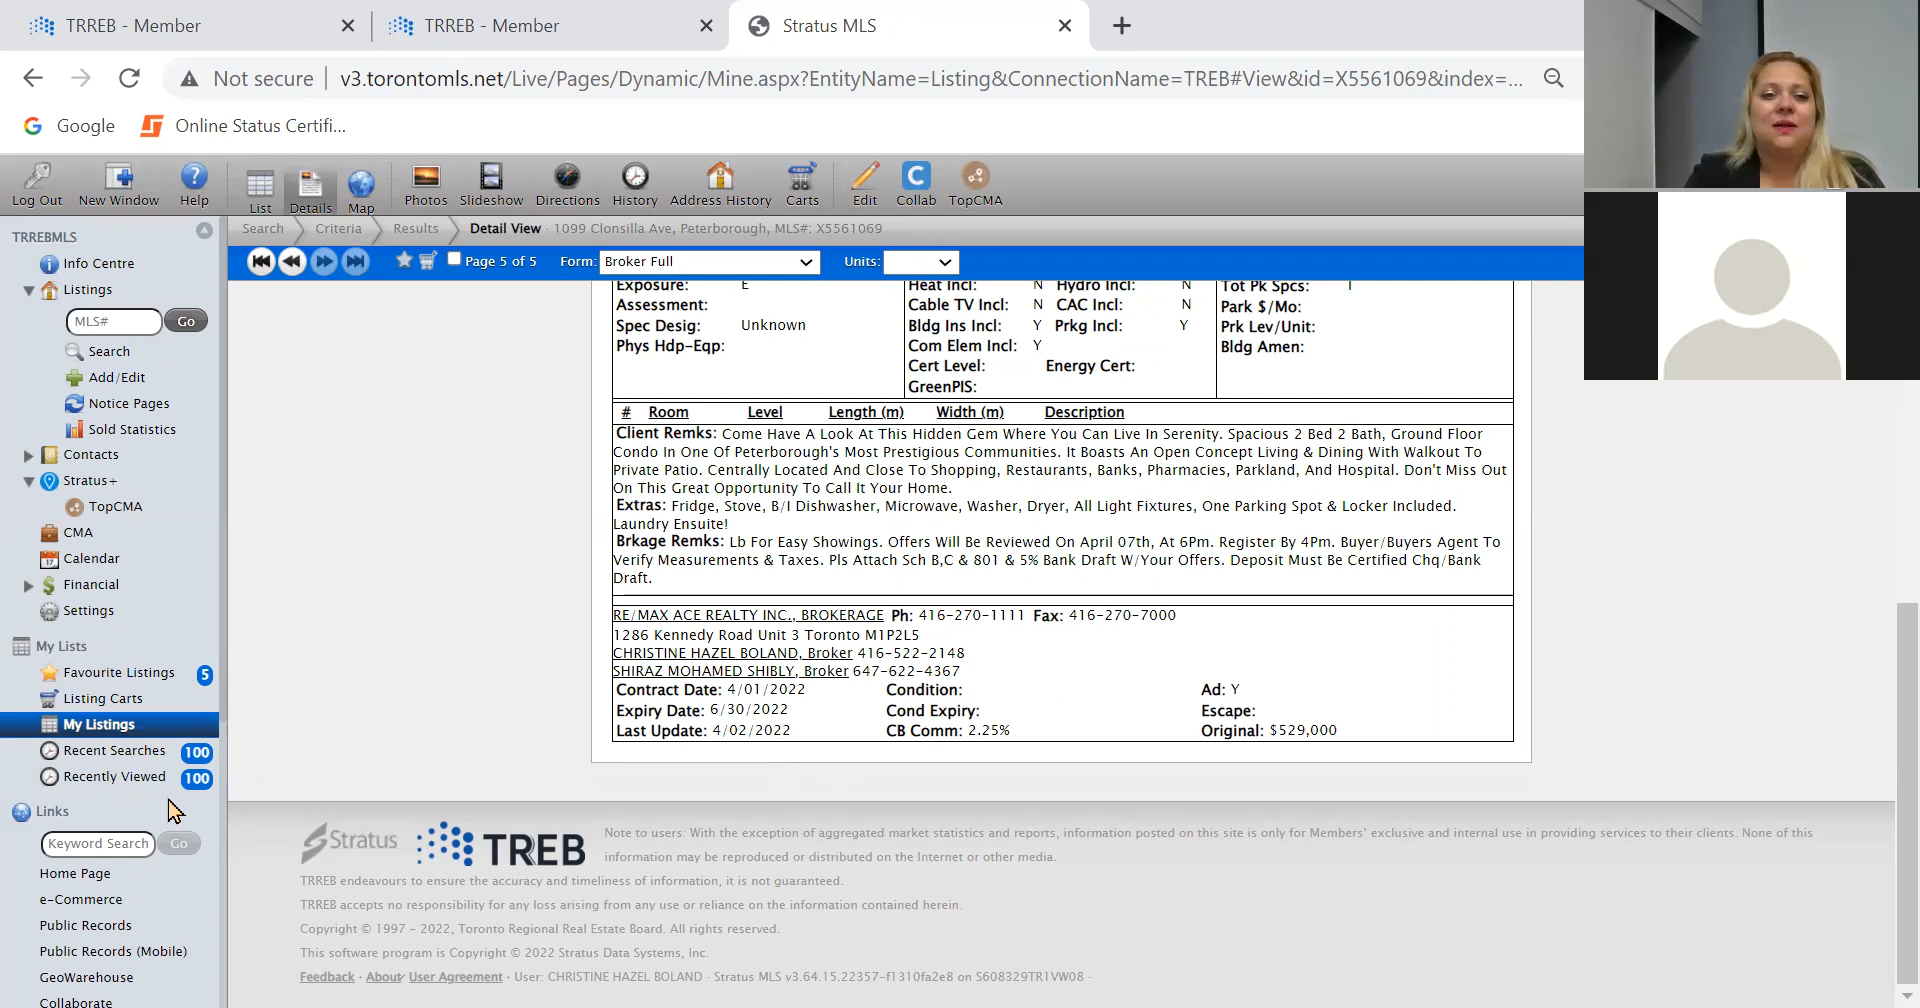 TRREB - Member
TRREB - Member
Stratus MLS
Not secure
v3.torontomls.net/Live/Pages/Dynamic/Mine.aspx?EntityName=Listing&ConnectionName=TREB#View&id=X5561069&index=...
Google
Online Status Certifi...
Log Out
New Window
Help
List
Details
Map
Photos
Slideshow
Directions
History
Address History
Carts
Edit
Collab
TopCMA
Search
Criteria
Results
Detail View · 1099 Clonsilla Ave, Peterborough, MLS#: X5561069
Page 5 of 5
Form: Broker Full
Units:
TRREBMLS
Info Centre
Listings
MLS#
Go
Search
Add/Edit
Notice Pages
Sold Statistics
Contacts
Stratus+
TopCMA
CMA
Calendar
Financial
Settings
My Lists
Favourite Listings 5
Listing Carts
My Listings
Recent Searches 100
Recently Viewed 100
Links
Keyword Search
Go
Home Page
e-Commerce
Public Records
Public Records (Mobile)
GeoWarehouse
Collaborate
Exposure: E
Assessment:
Spec Desig: Unknown
Phys Hdp-Eqp:
Heat Incl: N Hydro Incl: N
Cable TV Incl: N CAC Incl: N
Bldg Ins Incl: Y Prkg Incl: Y
Com Elem Incl: Y
Cert Level: Energy Cert:
GreenPIS:
Tot Pk Spcs: 1
Park $/Mo:
Prk Lev/Unit:
Bldg Amen:
# Room Level Length (m) Width (m) Description
Client Remks: Come Have A Look At This Hidden Gem Where You Can Live In Serenity. Spacious 2 Bed 2 Bath, Ground Floor
Condo In One Of Peterborough's Most Prestigious Communities. It Boasts An Open Concept Living & Dining With Walkout To
Private Patio. Centrally Located And Close To Shopping, Restaurants, Banks, Pharmacies, Parkland, And Hospital. Don't Miss Out
On This Great Opportunity To Call It Your Home.
Extras: Fridge, Stove, B/I Dishwasher, Microwave, Washer, Dryer, All Light Fixtures, One Parking Spot & Locker Included.
Laundry Ensuite!
Brkage Remks: Lb For Easy Showings. Offers Will Be Reviewed On April 07th, At 6Pm. Register By 4Pm. Buyer/Buyers Agent To
Verify Measurements & Taxes. Pls Attach Sch B,C & 801 & 5% Bank Draft W/Your Offers. Deposit Must Be Certified Chq/Bank
Draft.
RE/MAX ACE REALTY INC., BROKERAGE Ph: 416-270-1111 Fax: 416-270-7000
1286 Kennedy Road Unit 3 Toronto M1P2L5
CHRISTINE HAZEL BOLAND, Broker 416-522-2148
SHIRAZ MOHAMED SHIBLY, Broker 647-622-4367
Contract Date: 4/01/2022 Condition: Ad: Y
Expiry Date: 6/30/2022 Cond Expiry: Escape:
Last Update: 4/02/2022 CB Comm: 2.25% Original: $529,000
Stratus
TREB
Note to users: With the exception of aggregated market statistics and reports, information posted on this site is only for Members' exclusive and internal use in providing services to their clients. None of this
information may be reproduced or distributed on the Internet or other media.
TRREB endeavours to ensure the accuracy and timeliness of information, it is not guaranteed.
TRREB accepts no responsibility for any loss arising from any use or reliance on the information contained herein.
Copyright © 1997 - 2022, Toronto Regional Real Estate Board. All rights reserved.
This software program is Copyright © 2022 Stratus Data Systems, Inc.
Feedback · About · User Agreement · User: CHRISTINE HAZEL BOLAND · Stratus MLS v3.64.15.22357-f1310fa2e8 on S608329TR1VW08 ·